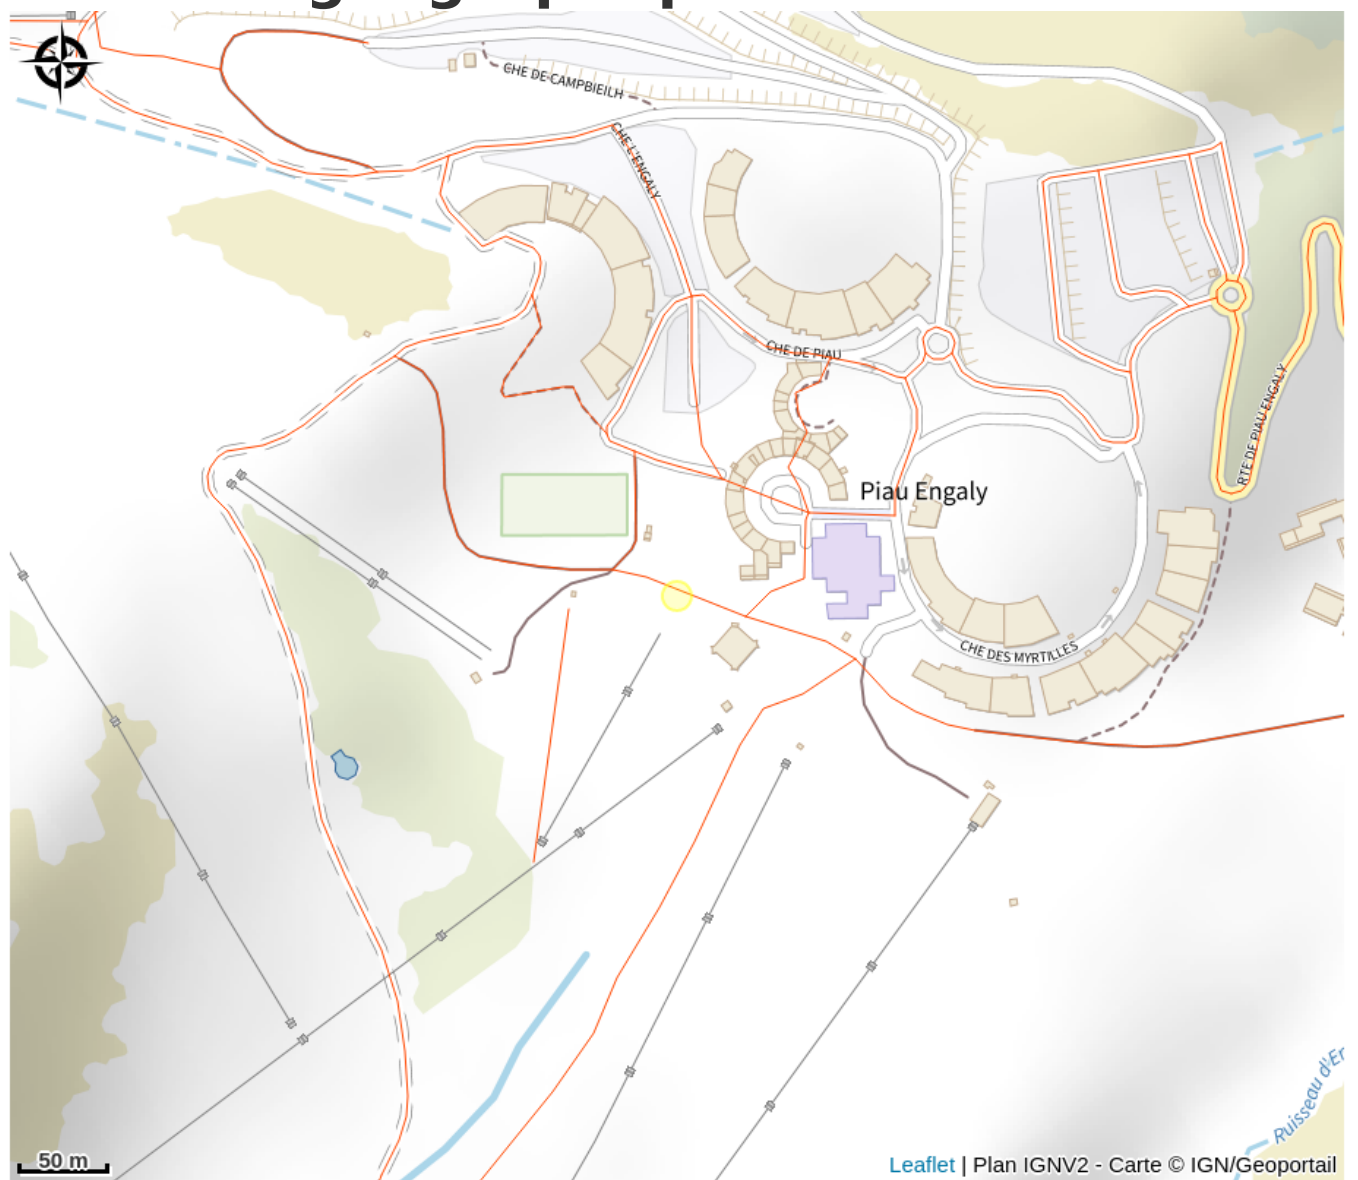 CHE DE CAMPBIEILH
CHE L'ENGALY
CHE DE PIAU
RTE DE PIAU ENGALY
Piau Engaly
CHE DES MYRTILLES
Ruisseau d'En
50 m
Leaflet | Plan IGNV2 - Carte © IGN/Geoportail